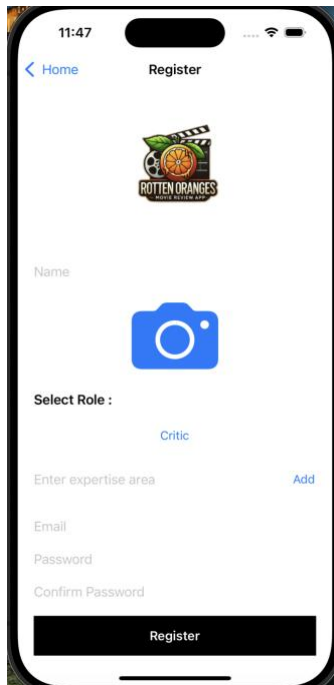 11:47
Home
Register
ROTTEN ORANGES
MOVIE REVIEW APP
Name
Select Role :
Critic
Enter expertise area
Add
Email
Password
Confirm Password
Register